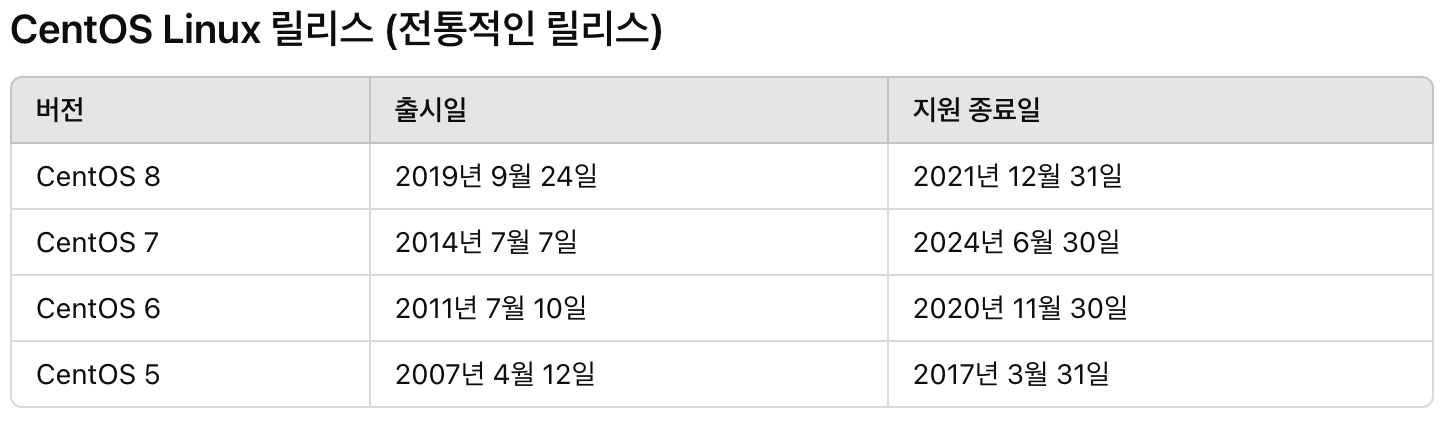 CentOS Linux 릴리스 (전통적인 릴리스)
버전 출시일 지원 종료일
CentOS 8 2019년 9월 24일 2021년 12월 31일
CentOS 7 2014년 7월 7일 2024년 6월 30일
CentOS 6 2011년 7월 10일 2020년 11월 30일
CentOS 5 2007년 4월 12일 2017년 3월 31일